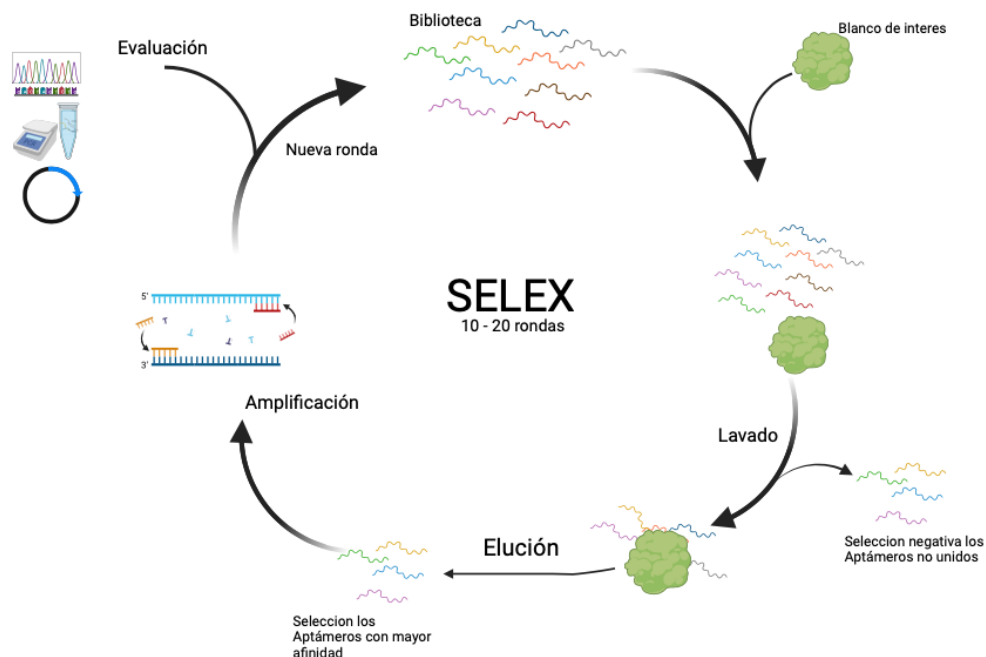 Evaluación
Biblioteca
Blanco de interes
Nueva ronda
SELEX
10 - 20 rondas
5'
3'
Amplificación
Lavado
Seleccion negativa los
Aptámeros no unidos
Elución
Seleccion los
Aptámeros con mayor
afinidad